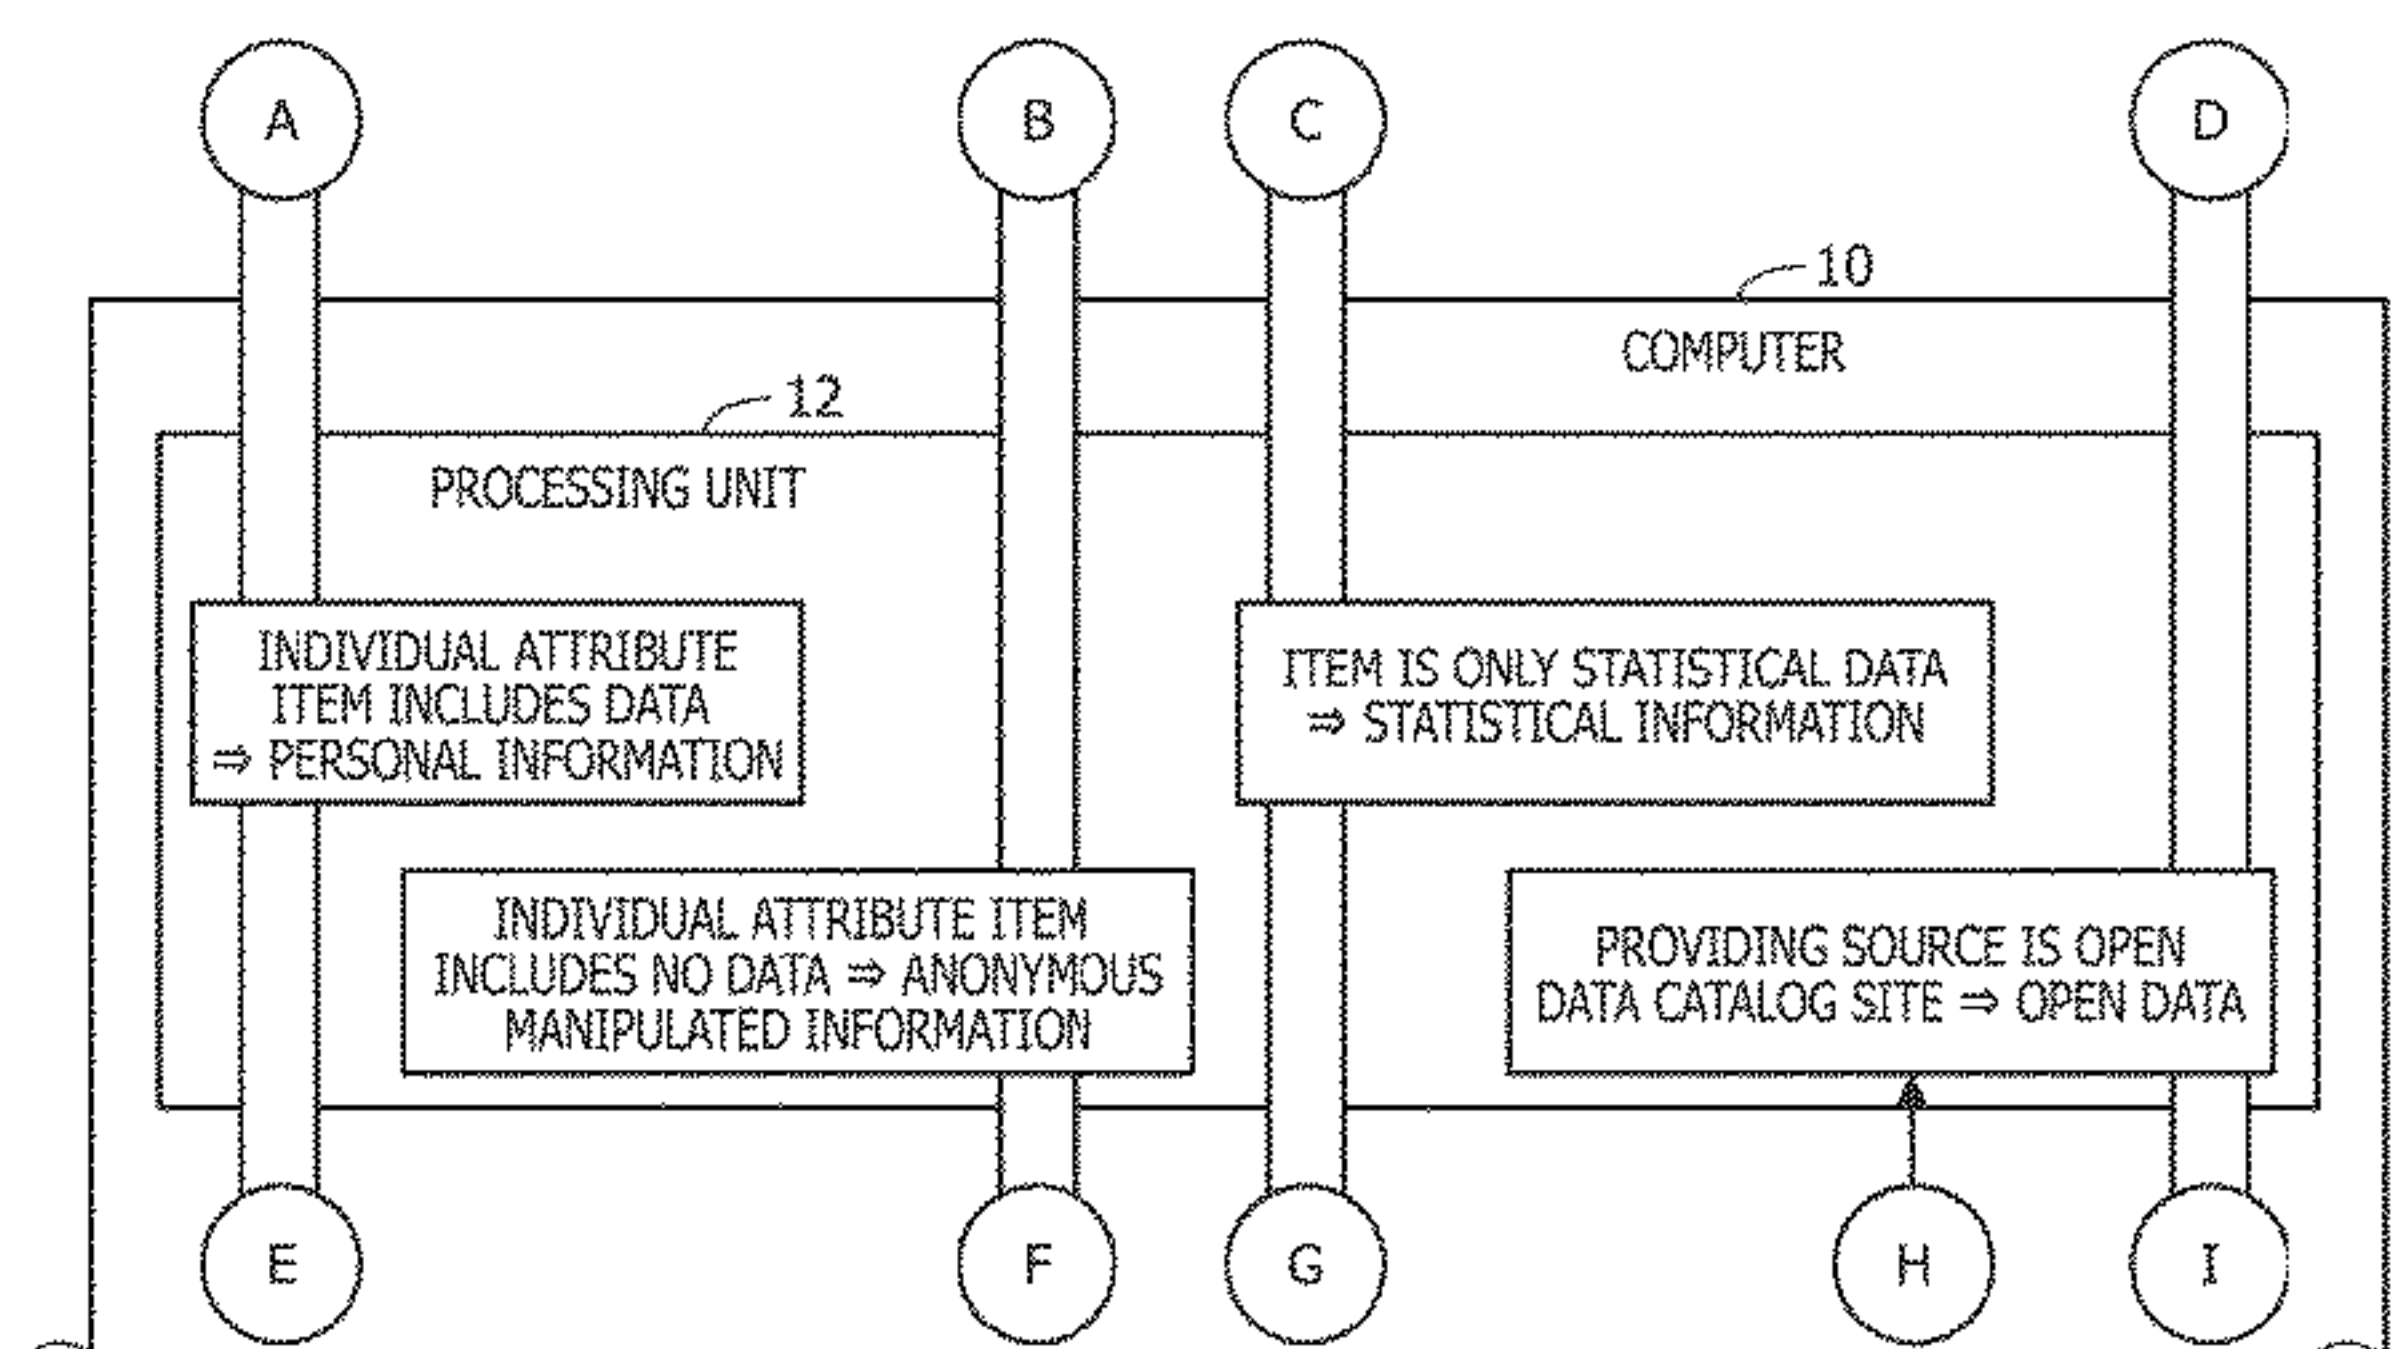 A
B
C
D
10
COMPUTER
12
PROCESSING UNIT
INDIVIDUAL ATTRIBUTE
ITEM INCLUDES DATA
⇒ PERSONAL INFORMATION
ITEM IS ONLY STATISTICAL DATA
⇒ STATISTICAL INFORMATION
INDIVIDUAL ATTRIBUTE ITEM
INCLUDES NO DATA ⇒ ANONYMOUS
MANIPULATED INFORMATION
PROVIDING SOURCE IS OPEN
DATA CATALOG SITE ⇒ OPEN DATA
E
F
G
H
I